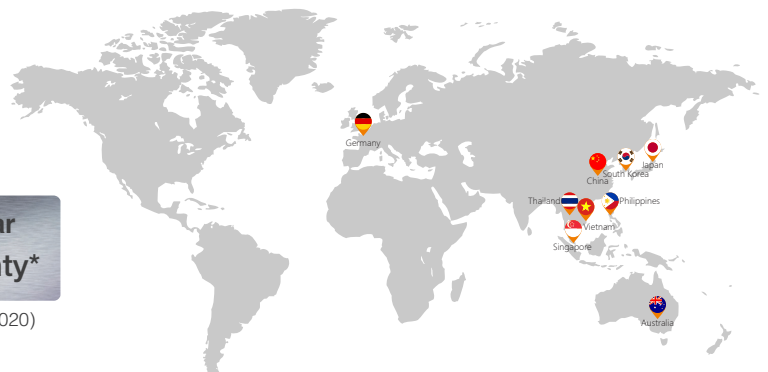 Germany
Japan
South Korea
China
Thailand
Philippines
Vietnam
Singapore
ar
ty*
020)
Australia